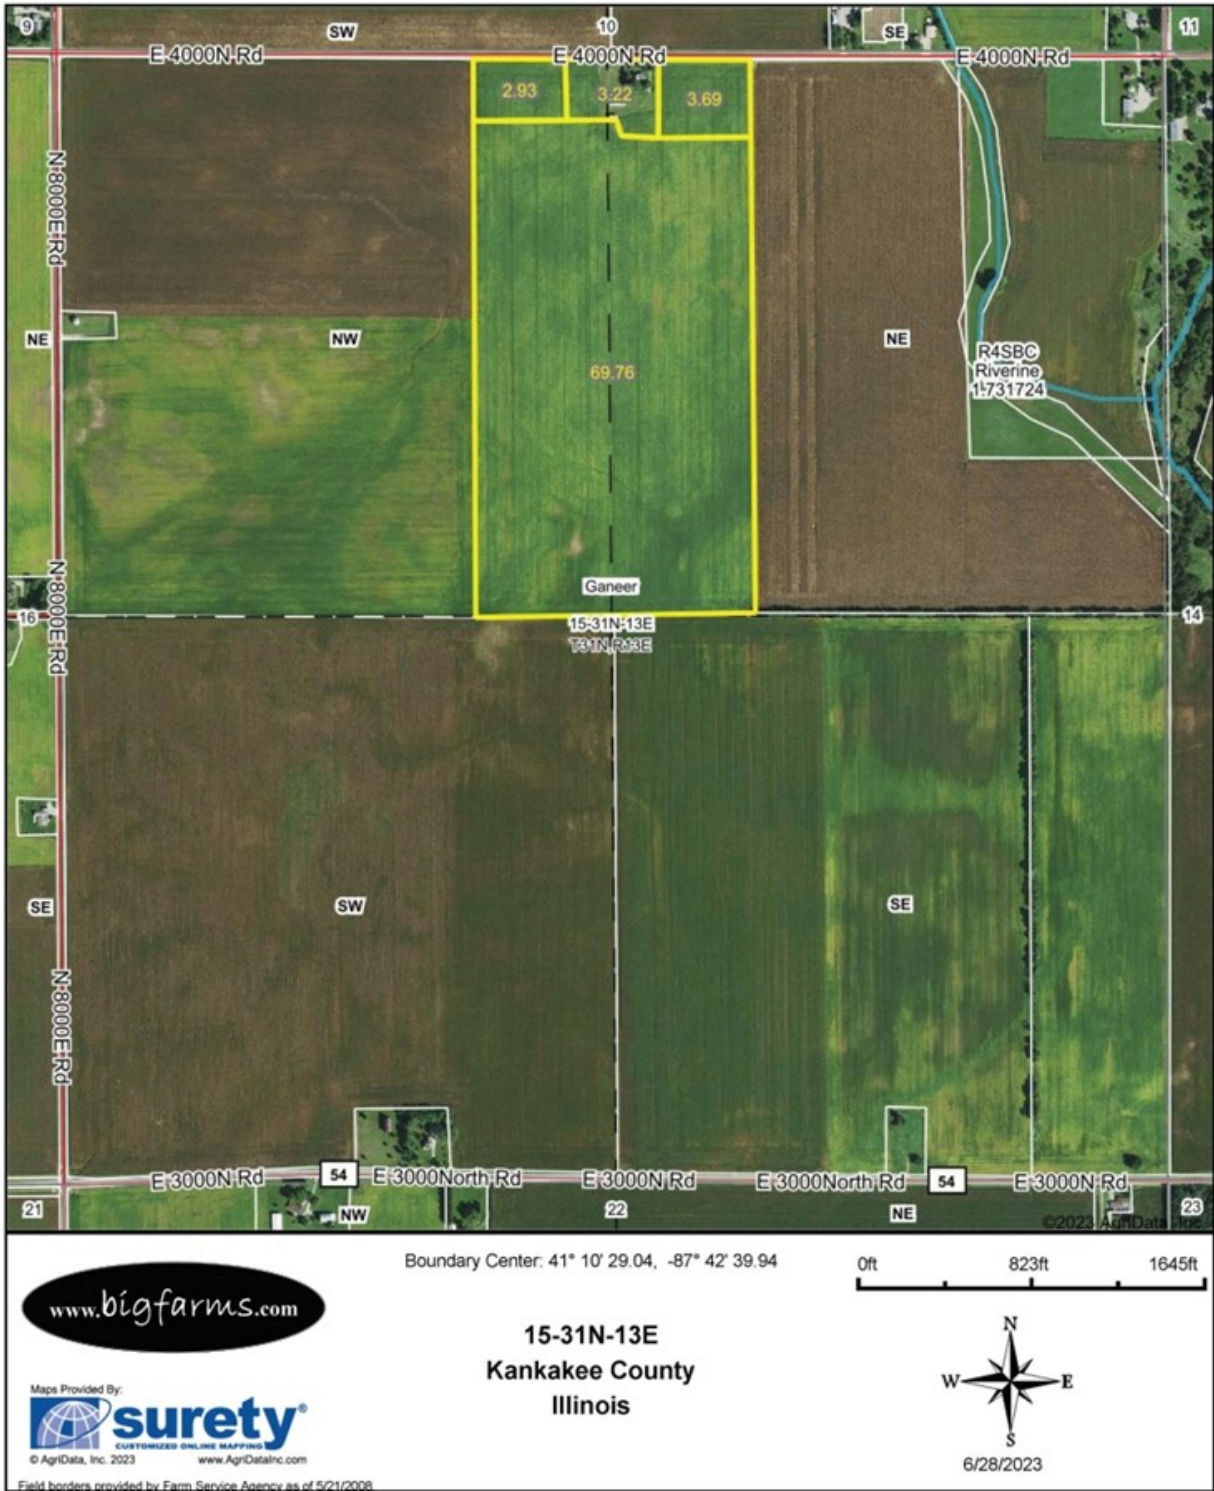 9
SW
10
SE
11
E 4000N Rd
E 4000N Rd
E 4000N Rd
2.93
3.22
3.69
N 8000E Rd
NE
NW
NE
R4SBC
Riverine
1.731724
69.76
Ganeer
N 8000E Rd
16
15-31N-13E
T31N,R13E
14
SE
SW
SE
N 8000E Rd
E 3000N Rd
54
E 3000North Rd
E 3000N Rd
E 3000North Rd
54
E 3000N Rd
21
NW
22
NE
23
©2023 AgriData, Inc.
Boundary Center: 41° 10' 29.04, -87° 42' 39.94
0ft
823ft
1645ft
www.bigfarms.com
15-31N-13E
Kankakee County
Illinois
N
W
E
S
6/28/2023
Maps Provided By:
surety®
CUSTOMIZED ONLINE MAPPING
© AgriData, Inc. 2023
www.AgriDataInc.com
Field borders provided by Farm Service Agency as of 5/21/2008.